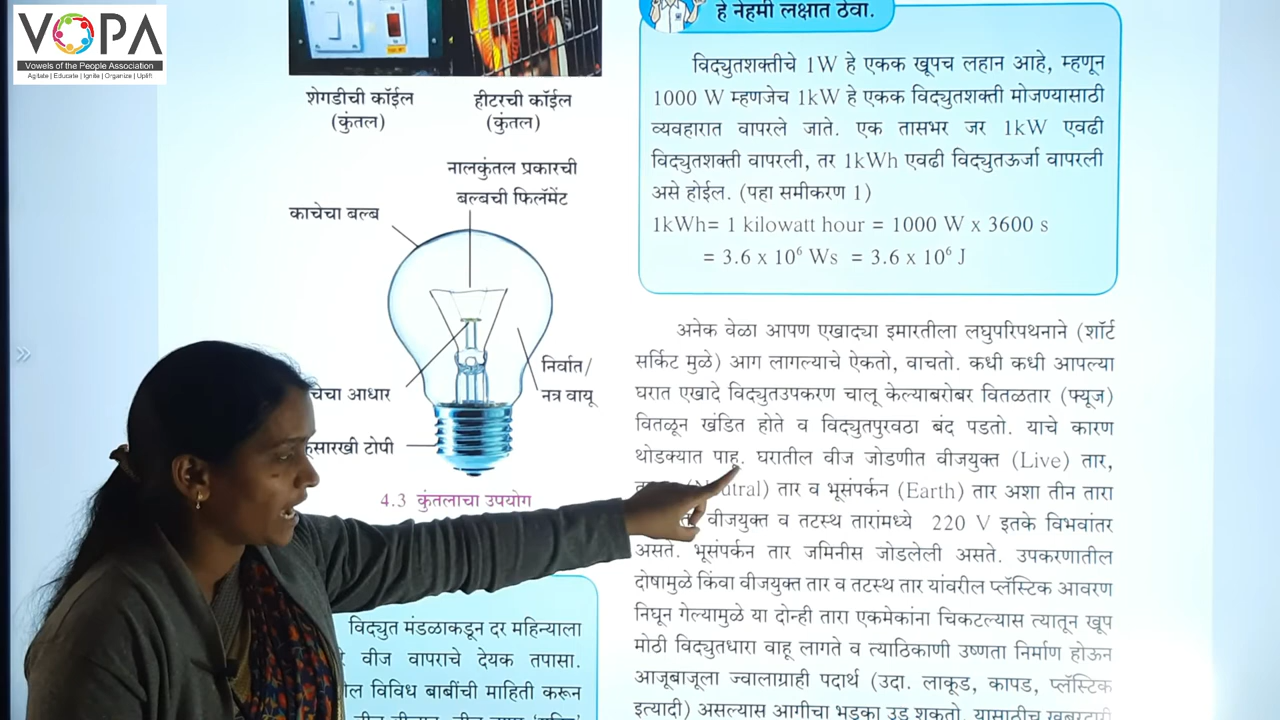 VOPA
Vowels of the People Association
Agitate | Educate | Ignite | Organize | Uplift
शेगडीची कॉईल
(कुंतल)
हीटरची कॉईल
(कुंतल)
नालकुंतल प्रकारची
बल्बची फिलॅमेंट
काचेचा बल्ब
निर्वात/
नत्र वायू
आधार
टोपी
4.3 कुंतलाचा उपयोग
विद्युत मंडळाकडून दर महिन्याला
वीज वापराचे देयक तपासा.
विविध बाबींची माहिती करून
हे नेहमी लक्षात ठेवा.
विद्युतशक्तीचे 1W हे एकक खूपच लहान आहे, म्हणून
1000 W म्हणजेच 1kW हे एकक विद्युतशक्ती मोजण्यासाठी
व्यवहारात वापरले जाते. एक तासभर जर 1kW एवढी
विद्युतशक्ती वापरली, तर 1kWh एवढी विद्युतऊर्जा वापरली
असे होईल. (पहा समीकरण 1)
1kWh= 1 kilowatt hour = 1000 W x 3600 s
= 3.6 x 10⁶ Ws = 3.6 x 10⁶ J
अनेक वेळा आपण एखाद्या इमारतीला लघुपरिपथनाने (शॉर्ट
सर्किट मुळे) आग लागल्याचे ऐकतो, वाचतो. कधी कधी आपल्या
घरात एखादे विद्युतउपकरण चालू केल्याबरोबर वितळतार (फ्यूज)
वितळून खंडित होते व विद्युतपुरवठा बंद पडतो. याचे कारण
थोडक्यात पाहू. घरातील वीज जोडणीत वीजयुक्त (Live) तार,
तार व भूसंपर्कन (Earth) तार अशा तीन तारा
वीजयुक्त व तटस्थ तारांमध्ये 220 V इतके विभवांतर
असते. भूसंपर्कन तार जमिनीस जोडलेली असते. उपकरणातील
दोषामुळे किंवा वीजयुक्त तार व तटस्थ तार यांवरील प्लॅस्टिक आवरण
निघून गेल्यामुळे या दोन्ही तारा एकमेकांना चिकटल्यास त्यातून खूप
मोठी विद्युतधारा वाहू लागते व त्याठिकाणी उष्णता निर्माण होऊन
आजूबाजूला ज्वालाग्राही पदार्थ (उदा. लाकूड, कापड, प्लॅस्टिक
इत्यादी) असल्यास आगीचा भडका उडू शकतो. यासाठीच खबरदारी